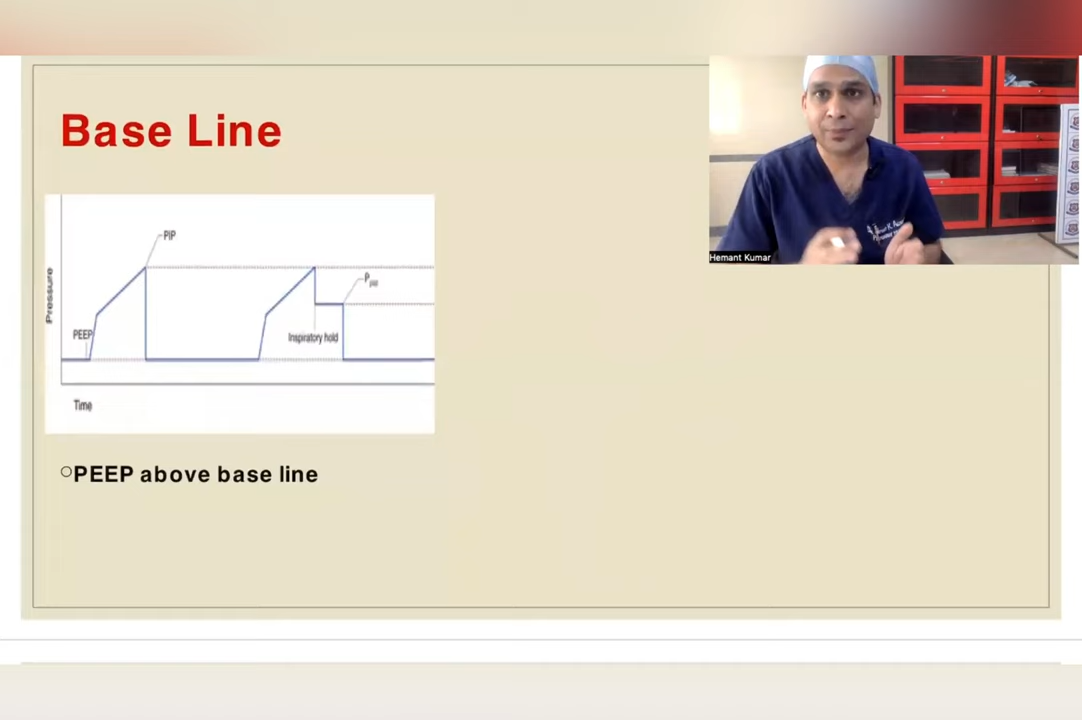 Base Line
PIP
Pressure
PEEP
Inspiratory hold
Time
PEEP above base line
Hemant Kumar